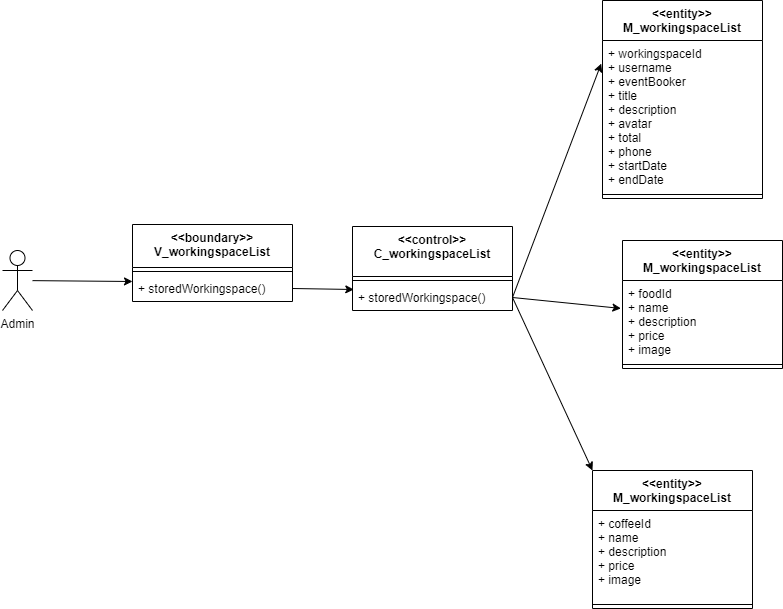 Admin
<<boundary>>
V_workingspaceList
+ storedWorkingspace()
<<control>>
C_workingspaceList
+ storedWorkingspace()
<<entity>>
M_workingspaceList
+ workingspaceId
+ username
+ eventBooker
+ title
+ description
+ avatar
+ total
+ phone
+ startDate
+ endDate
<<entity>>
M_workingspaceList
+ foodId
+ name
+ description
+ price
+ image
<<entity>>
M_workingspaceList
+ coffeeId
+ name
+ description
+ price
+ image